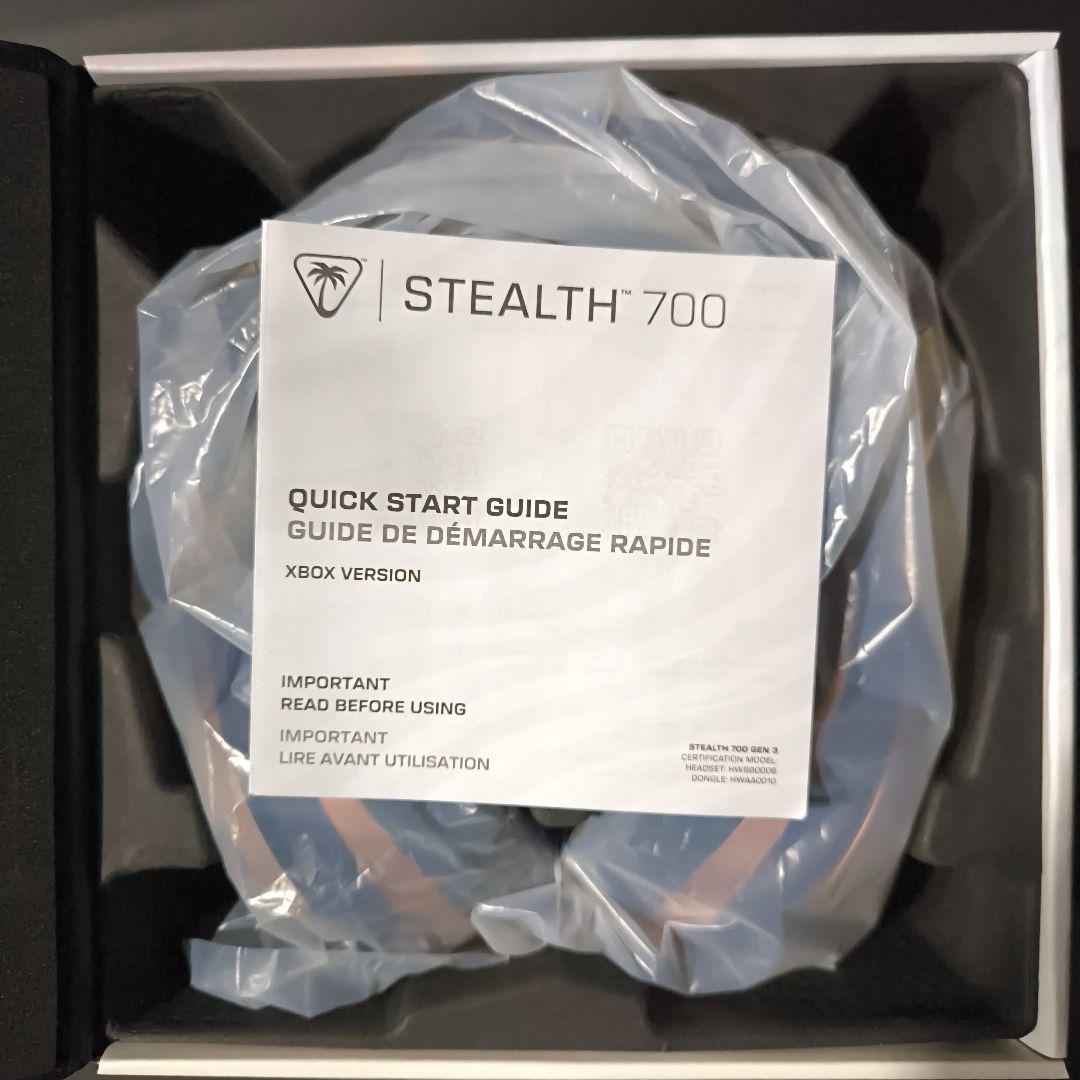 STEALTH™ 700
QUICK START GUIDE
GUIDE DE DÉMARRAGE RAPIDE
XBOX VERSION
IMPORTANT
READ BEFORE USING
IMPORTANT
LIRE AVANT UTILISATION
STEALTH 700 GEN 3
CERTIFICATION MODEL:
HEADSET:
DONGLE: HWAA0010